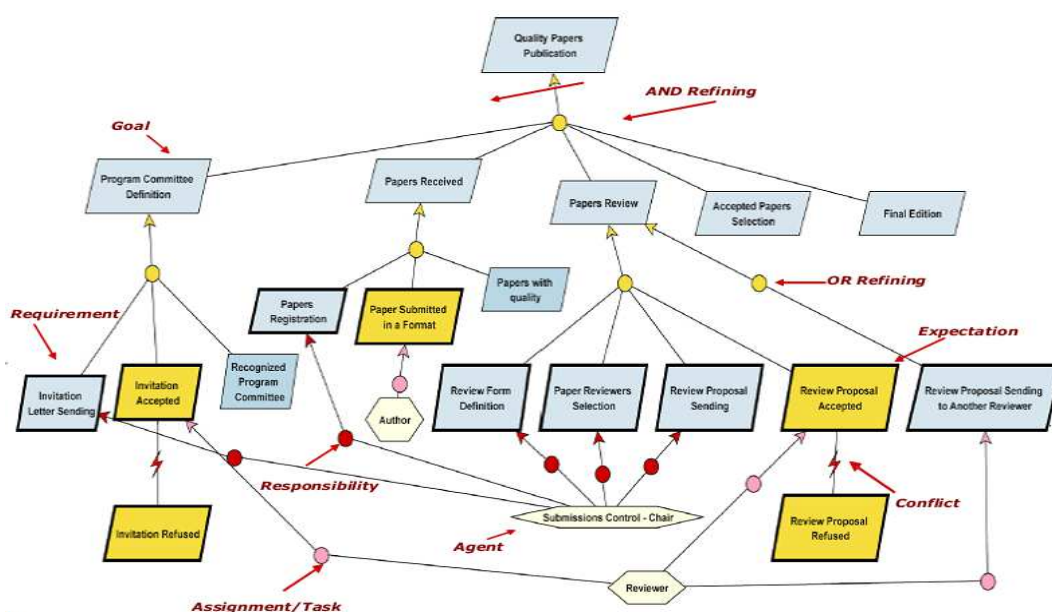 Quality Papers
Publication
AND Refining
Goal
Program Committee
Definition
Papers Received
Papers Review
Accepted Papers
Selection
Final Edition
OR Refining
Papers with
quality
Papers
Registration
Paper Submitted
in a Format
Requirement
Expectation
Invitation
Letter Sending
Invitation
Accepted
Recognized
Program
Committee
Author
Review Form
Definition
Paper Reviewers
Selection
Review Proposal
Sending
Review Proposal
Accepted
Review Proposal Sending
to Another Reviewer
Responsibility
Conflict
Invitation Refused
Submissions Control - Chair
Review Proposal
Refused
Agent
Reviewer
Assignment/Task